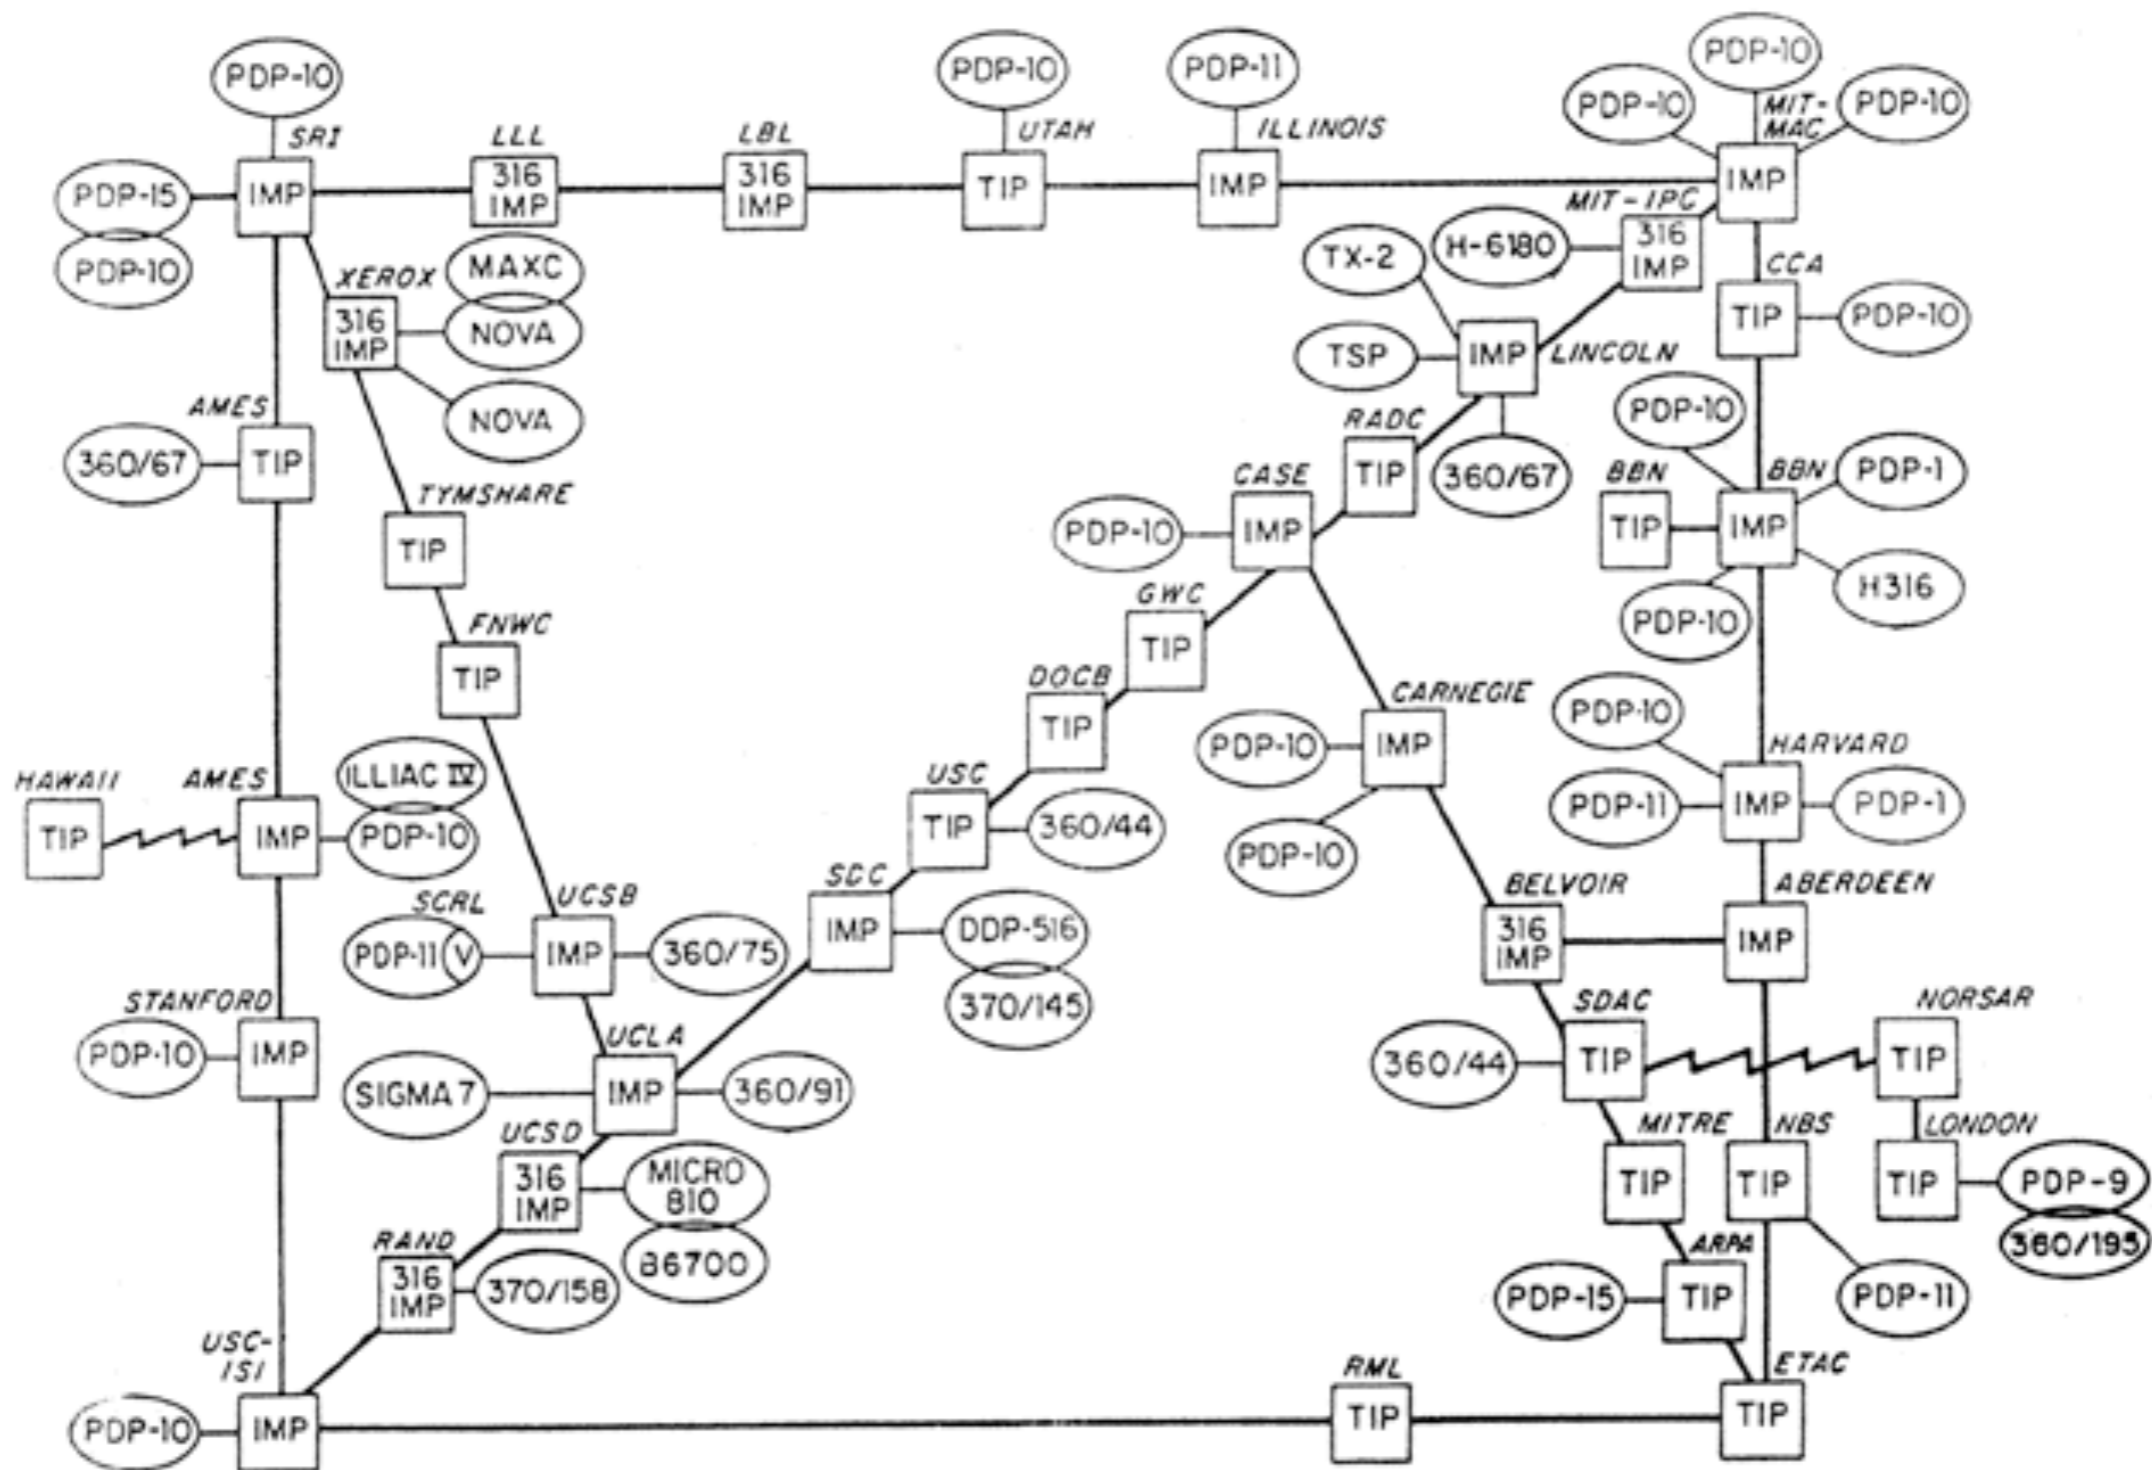 PDP-10
SRI
IMP
PDP-15
PDP-10
LLL
316
IMP
LBL
316
IMP
PDP-10
UTAH
TIP
PDP-11
ILLINOIS
IMP
PDP-10
PDP-10
MIT-
MAC
PDP-10
IMP
MIT-IPC
316
IMP
H-6180
TX-2
TSP
IMP
LINCOLN
360/67
CCA
TIP
PDP-10
XEROX
316
IMP
MAXC
NOVA
NOVA
AMES
360/67
TIP
TYMSHARE
TIP
FNWC
TIP
RADC
TIP
CASE
PDP-10
IMP
GWC
TIP
DOCB
TIP
USC
TIP
360/44
SDC
IMP
DDP-516
370/145
PDP-10
BBN
TIP
BBN
IMP
PDP-1
H316
PDP-10
CARNEGIE
PDP-10
IMP
PDP-10
PDP-10
HARVARD
PDP-11
IMP
PDP-1
HAWAII
TIP
AMES
IMP
ILLIAC IV
PDP-10
SCRL
PDP-11 V
UCSB
IMP
360/75
STANFORD
PDP-10
IMP
UCLA
SIGMA 7
IMP
360/91
UCSD
316
IMP
MICRO
810
B6700
RAND
316
IMP
370/158
USC-
ISI
PDP-10
IMP
BELVOIR
316
IMP
ABERDEEN
IMP
SDAC
360/44
TIP
NORSAR
TIP
MITRE
TIP
NBS
TIP
LONDON
TIP
PDP-9
360/195
ARPA
PDP-15
TIP
PDP-11
RML
TIP
ETAC
TIP